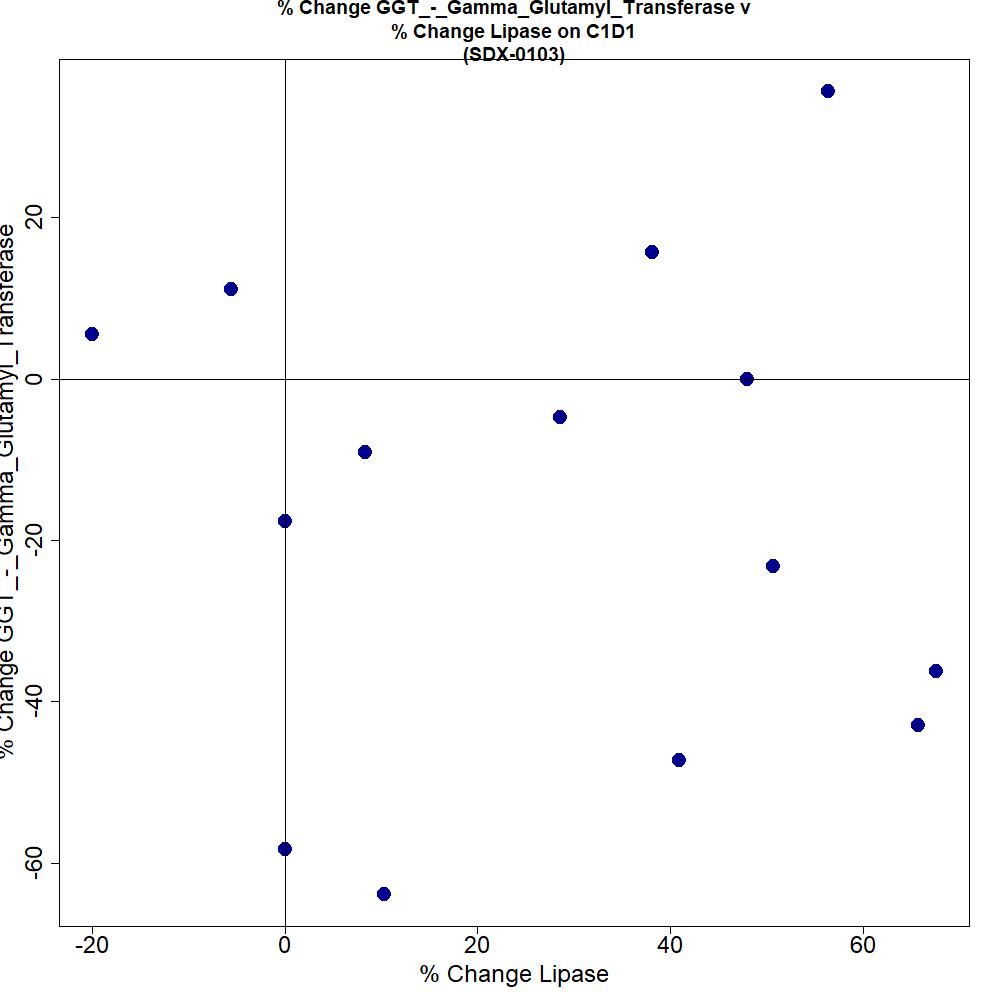 % Change GGT_-_Gamma_Glutamyl_Transferase v
% Change Lipase on C1D1
(SDX-0103)
% Change GGT_-_Gamma_Glutamyl_Transferase
20
0
-20
-40
-60
-20 0 20 40 60
% Change Lipase